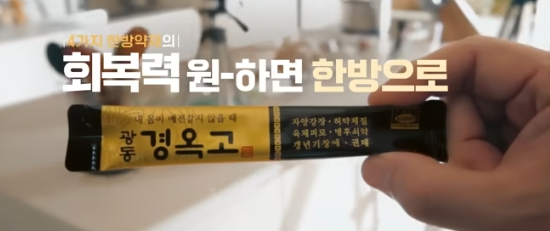 4가지 한방약재의
회복력 원-하면 한방으로
내 몸이 예전같지 않을 때
광동 경옥고
자양강장·허약체질
육체피로·병후쇠약
갱년기장애·권태